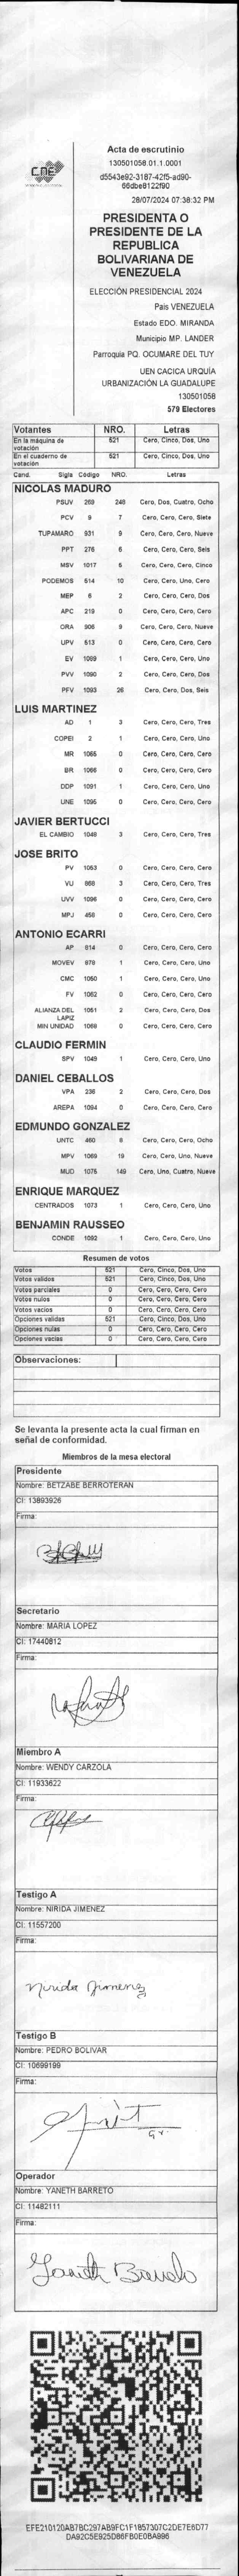 CNE
Acta de escrutinio
130501058.01.1.0001
d5543e92-3187-42f5-ad90-
66dbe8122f90
28/07/2024 07:38:32 PM
PRESIDENTA O
PRESIDENTE DE LA
REPUBLICA
BOLIVARIANA DE
VENEZUELA
ELECCIÓN PRESIDENCIAL 2024
Pais VENEZUELA
Estado EDO. MIRANDA
Municipio MP. LANDER
Parroquia PQ. OCUMARE DEL TUY
UEN CACICA URQUÍA
URBANIZACIÓN LA GUADALUPE
130501058
579 Electores
Votantes NRO. Letras
En la máquina de votación 521 Cero, Cinco, Dos, Uno
En el cuaderno de votación 521 Cero, Cinco, Dos, Uno
Cand. Sigla Código NRO. Letras
NICOLAS MADURO
PSUV 269 248 Cero, Dos, Cuatro, Ocho
PCV 9 7 Cero, Cero, Cero, Siete
TUPAMARO 931 9 Cero, Cero, Cero, Nueve
PPT 276 6 Cero, Cero, Cero, Seis
MSV 1017 5 Cero, Cero, Cero, Cinco
PODEMOS 514 10 Cero, Cero, Uno, Cero
MEP 6 2 Cero, Cero, Cero, Dos
APC 219 0 Cero, Cero, Cero, Cero
ORA 906 9 Cero, Cero, Cero, Nueve
UPV 513 0 Cero, Cero, Cero, Cero
EV 1089 1 Cero, Cero, Cero, Uno
PVV 1090 2 Cero, Cero, Cero, Dos
PFV 1093 26 Cero, Cero, Dos, Seis
LUIS MARTINEZ
AD 1 3 Cero, Cero, Cero, Tres
COPEI 2 1 Cero, Cero, Cero, Uno
MR 1065 0 Cero, Cero, Cero, Cero
BR 1066 0 Cero, Cero, Cero, Cero
DDP 1091 1 Cero, Cero, Cero, Uno
UNE 1095 0 Cero, Cero, Cero, Cero
JAVIER BERTUCCI
EL CAMBIO 1048 3 Cero, Cero, Cero, Tres
JOSE BRITO
PV 1053 0 Cero, Cero, Cero, Cero
VU 868 3 Cero, Cero, Cero, Tres
UVV 1096 0 Cero, Cero, Cero, Cero
MPJ 458 0 Cero, Cero, Cero, Cero
ANTONIO ECARRI
AP 814 0 Cero, Cero, Cero, Cero
MOVEV 979 1 Cero, Cero, Cero, Uno
CMC 1050 1 Cero, Cero, Cero, Uno
FV 1052 0 Cero, Cero, Cero, Cero
ALIANZA DEL LAPIZ 1051 2 Cero, Cero, Cero, Dos
MIN UNIDAD 1068 0 Cero, Cero, Cero, Cero
CLAUDIO FERMIN
SPV 1049 1 Cero, Cero, Cero, Uno
DANIEL CEBALLOS
VPA 236 2 Cero, Cero, Cero, Dos
AREPA 1094 0 Cero, Cero, Cero, Cero
EDMUNDO GONZALEZ
UNTC 460 8 Cero, Cero, Cero, Ocho
MPV 1069 19 Cero, Cero, Uno, Nueve
MUD 1075 149 Cero, Uno, Cuatro, Nueve
ENRIQUE MARQUEZ
CENTRADOS 1073 1 Cero, Cero, Cero, Uno
BENJAMIN RAUSSEO
CONDE 1092 1 Cero, Cero, Cero, Uno
Resumen de votos
Votos 521 Cero, Cinco, Dos, Uno
Votos validos 521 Cero, Cinco, Dos, Uno
Votos parciales 0 Cero, Cero, Cero, Cero
Votos nulos 0 Cero, Cero, Cero, Cero
Votos vacios 0 Cero, Cero, Cero, Cero
Opciones validas 521 Cero, Cinco, Dos, Uno
Opciones nulas 0 Cero, Cero, Cero, Cero
Opciones vacias 0 Cero, Cero, Cero, Cero
Observaciones:
Se levanta la presente acta la cual firman en
señal de conformidad.
Miembros de la mesa electoral
Presidente
Nombre: BETZABE BERROTERAN
CI: 13893926
Firma:
Secretario
Nombre: MARIA LOPEZ
CI: 17440812
Firma:
Miembro A
Nombre: WENDY CARZOLA
CI: 11933622
Firma:
Testigo A
Nombre: NIRIDA JIMENEZ
CI: 11557200
Firma:
Nirida Jimenez
Testigo B
Nombre: PEDRO BOLIVAR
CI: 10699199
Firma:
Operador
Nombre: YANETH BARRETO
CI: 11482111
Firma:
EFE210120AB7BC297AB9FC1F1857307C2DE7E6D77
DA92C5E925D86FB0E0BA996